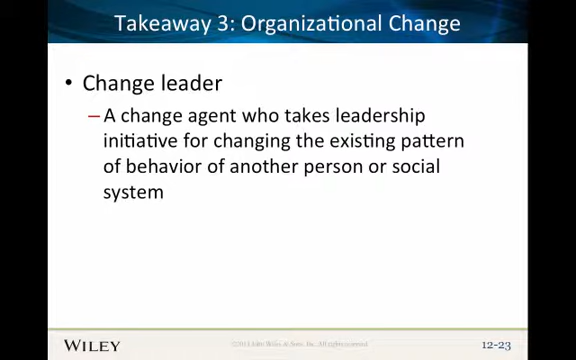 Takeaway 3: Organizational Change
• Change leader
– A change agent who takes leadership
initiative for changing the existing pattern
of behavior of another person or social
system
WILEY
12-23